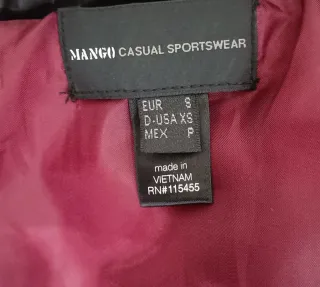 MANGO CASUAL SPORTSWEAR
EUR S
D-USA XS
MEX P
made in
VIETNAM
RN#115455